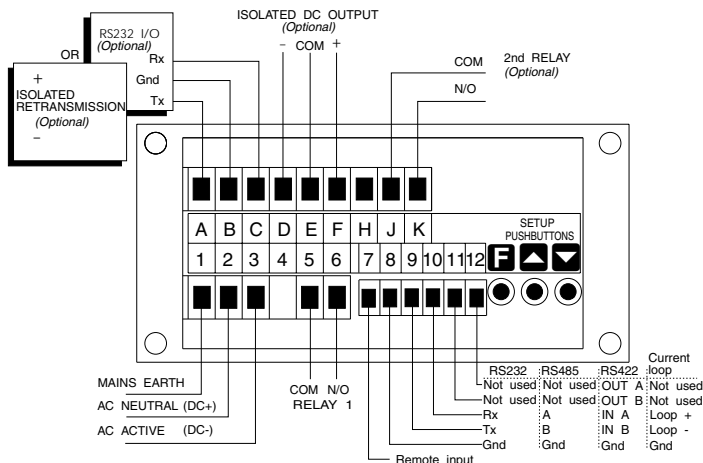 ISOLATED DC OUTPUT
(Optional)
− COM +
RS232 I/O
(Optional)
Rx
Gnd
Tx
OR
+
ISOLATED
RETRANSMISSION
(Optional)
−
COM
2nd RELAY
(Optional)
N/O
A B C D E F H J K
1 2 3 4 5 6 7 8 9 10 11 12
SETUP
PUSHBUTTONS
F
MAINS EARTH
AC NEUTRAL (DC+)
AC ACTIVE (DC-)
COM N/O
RELAY 1
RS232 RS485 RS422 Current loop
Not used Not used OUT A Not used
Not used Not used OUT B Not used
Rx A IN A Loop +
Tx B IN B Loop -
Gnd Gnd Gnd Gnd
Remote input